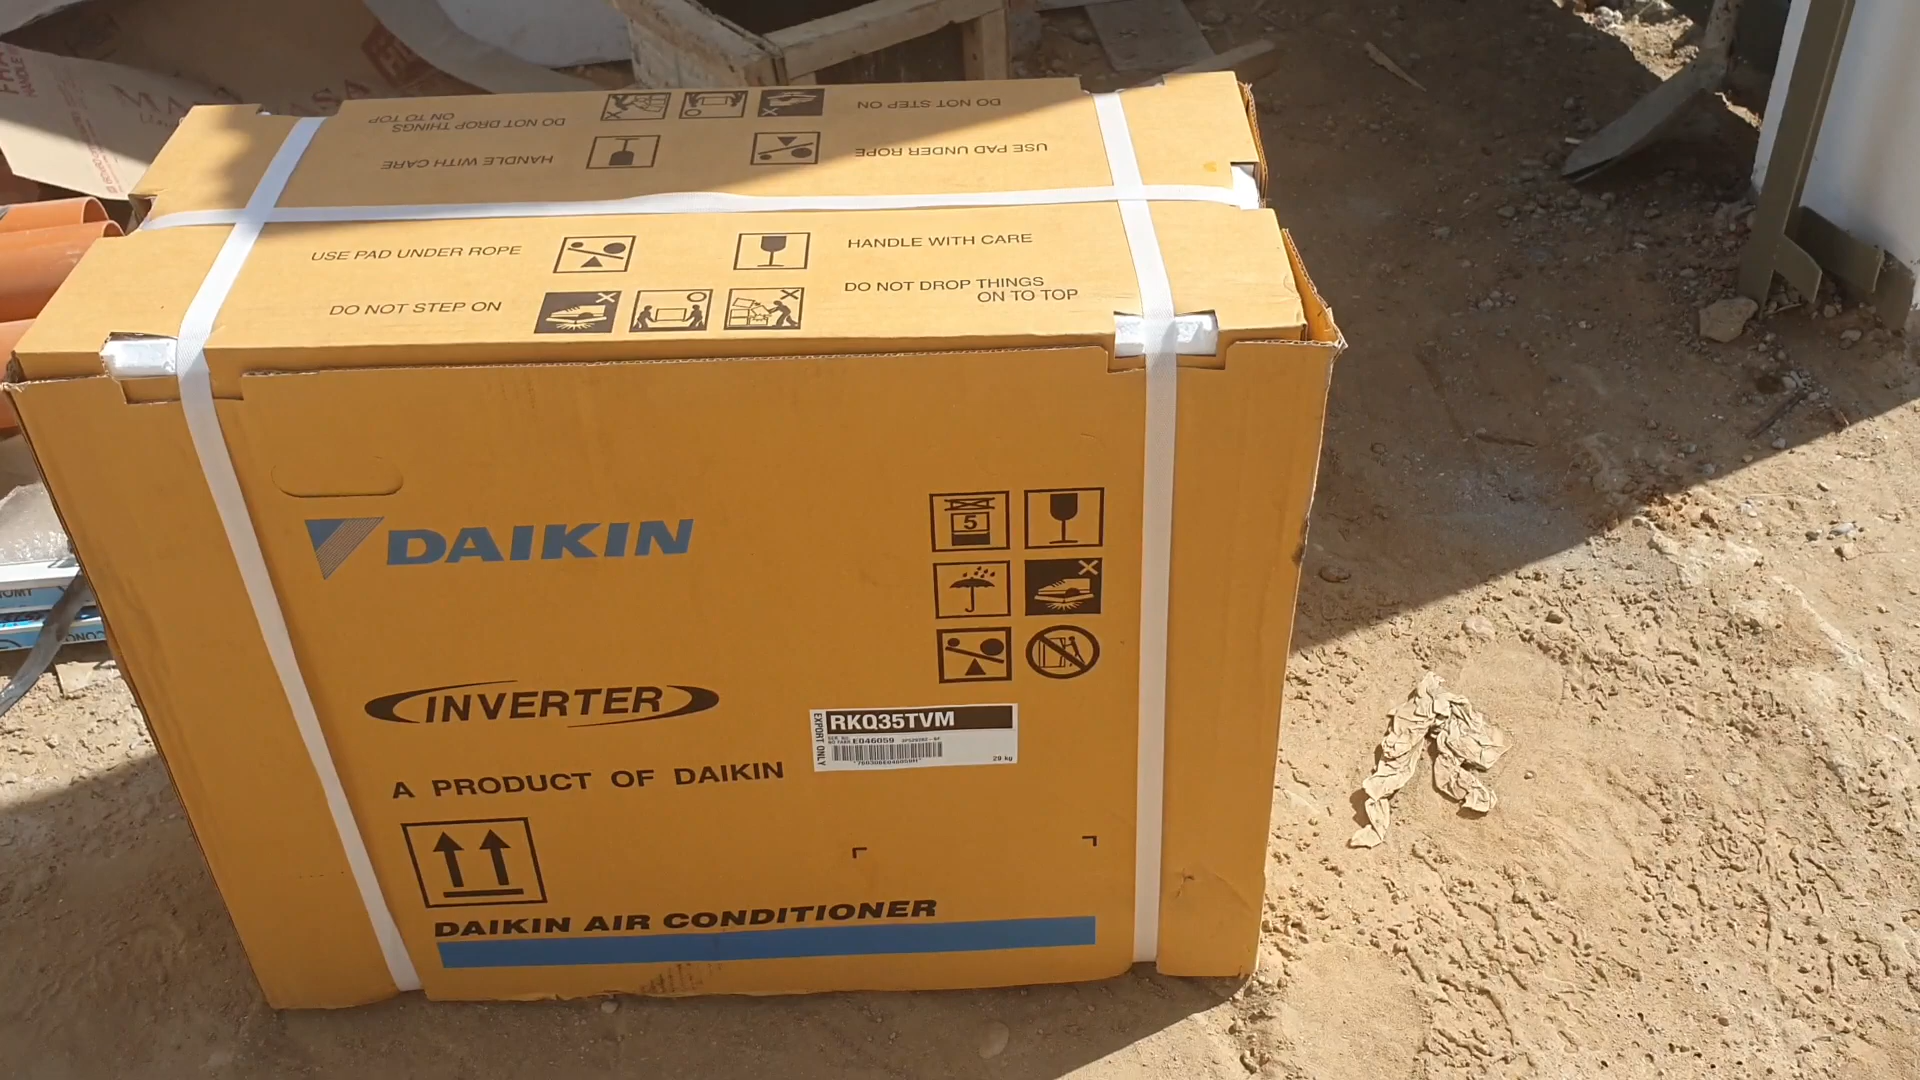 DO NOT STEP ON
DO NOT DROP THINGS
ON TO TOP
USE PAD UNDER ROPE
HANDLE WITH CARE
USE PAD UNDER ROPE
HANDLE WITH CARE
DO NOT STEP ON
DO NOT DROP THINGS
ON TO TOP
DAIKIN
5
INVERTER
EXPORT ONLY
RKQ35TVM
E046059
A PRODUCT OF DAIKIN
DAIKIN AIR CONDITIONER